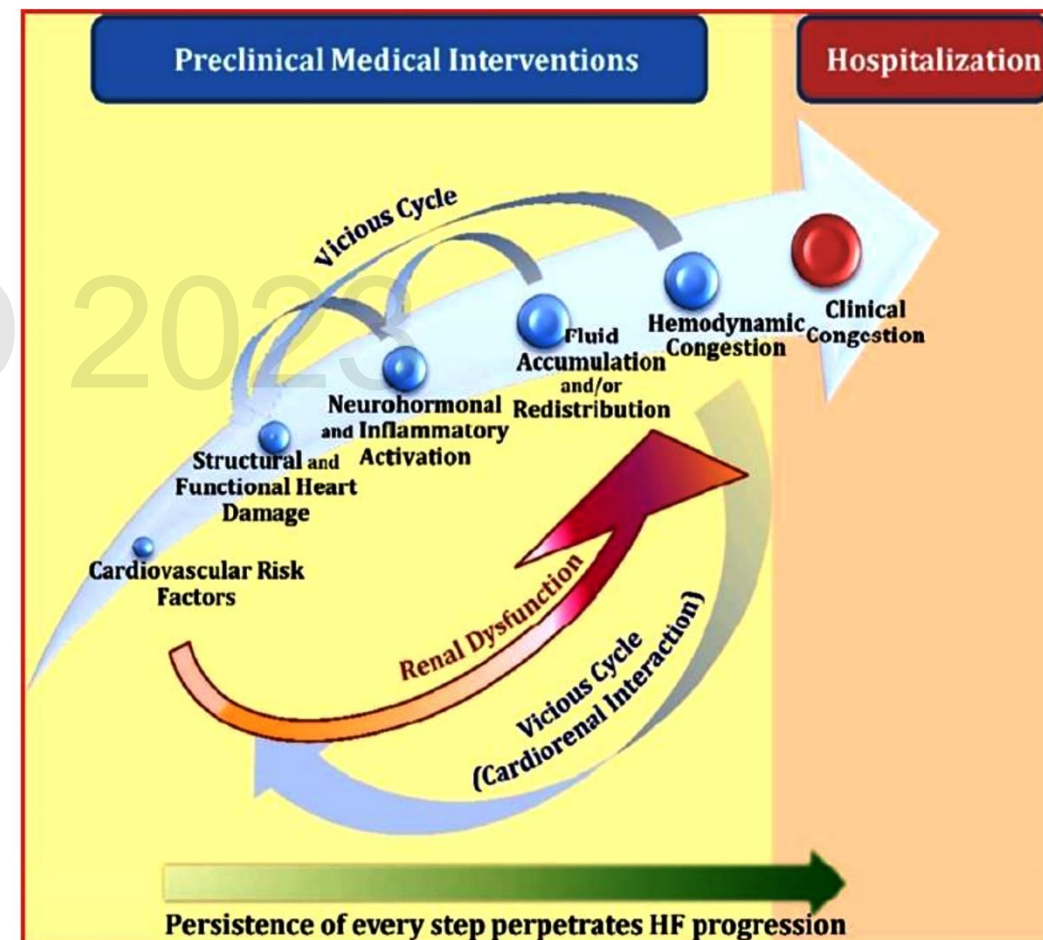 Preclinical Medical Interventions
Hospitalization
Vicious Cycle
Clinical
Congestion
Hemodynamic
Congestion
Fluid
Accumulation
and/or
Redistribution
Neurohormonal
and Inflammatory
Activation
Structural and
Functional Heart
Damage
Cardiovascular Risk
Factors
Renal Dysfunction
Vicious Cycle
(Cardiorenal Interaction)
Persistence of every step perpetrates HF progression
2023